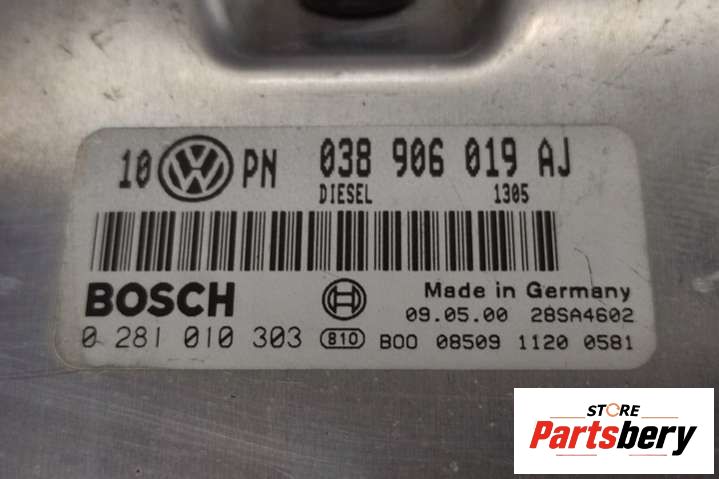 10 VW PN 038 906 019 AJ
DIESEL 1305
BOSCH Made in Germany
09.05.00 28SA4602
0 281 010 303 810 B00 08509 1120 0581
STORE
Partsbery